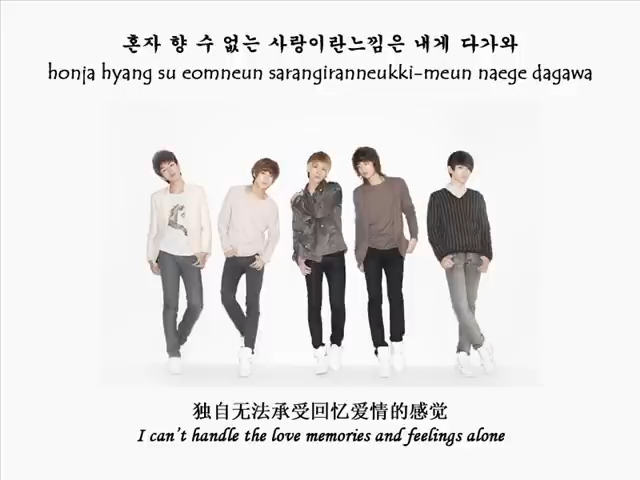 혼자 향 수 없는 사랑이란느낌은 내게 다가와
honja hyang su eomneun sarangiranneukki-meun naege dagawa
独自无法承受回忆爱情的感觉
I can't handle the love memories and feelings alone